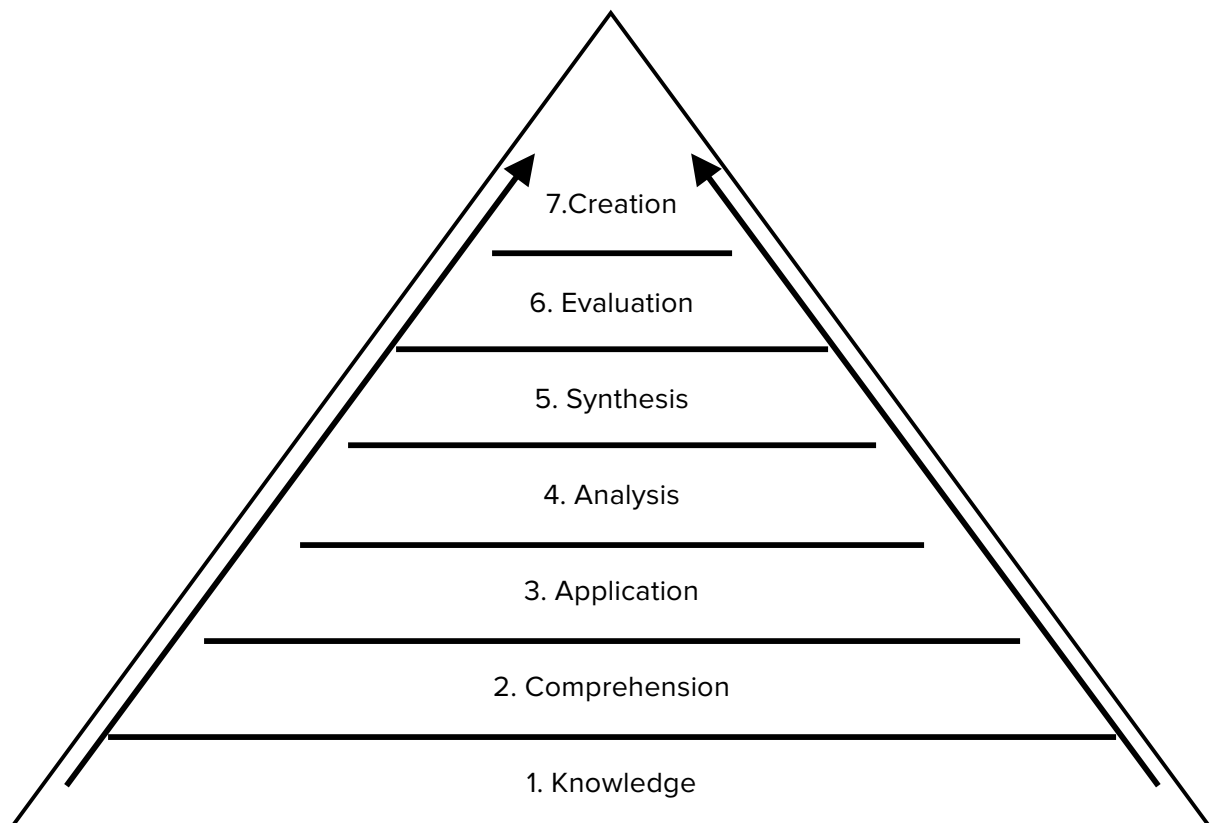 7.Creation
6. Evaluation
5. Synthesis
4. Analysis
3. Application
2. Comprehension
1. Knowledge